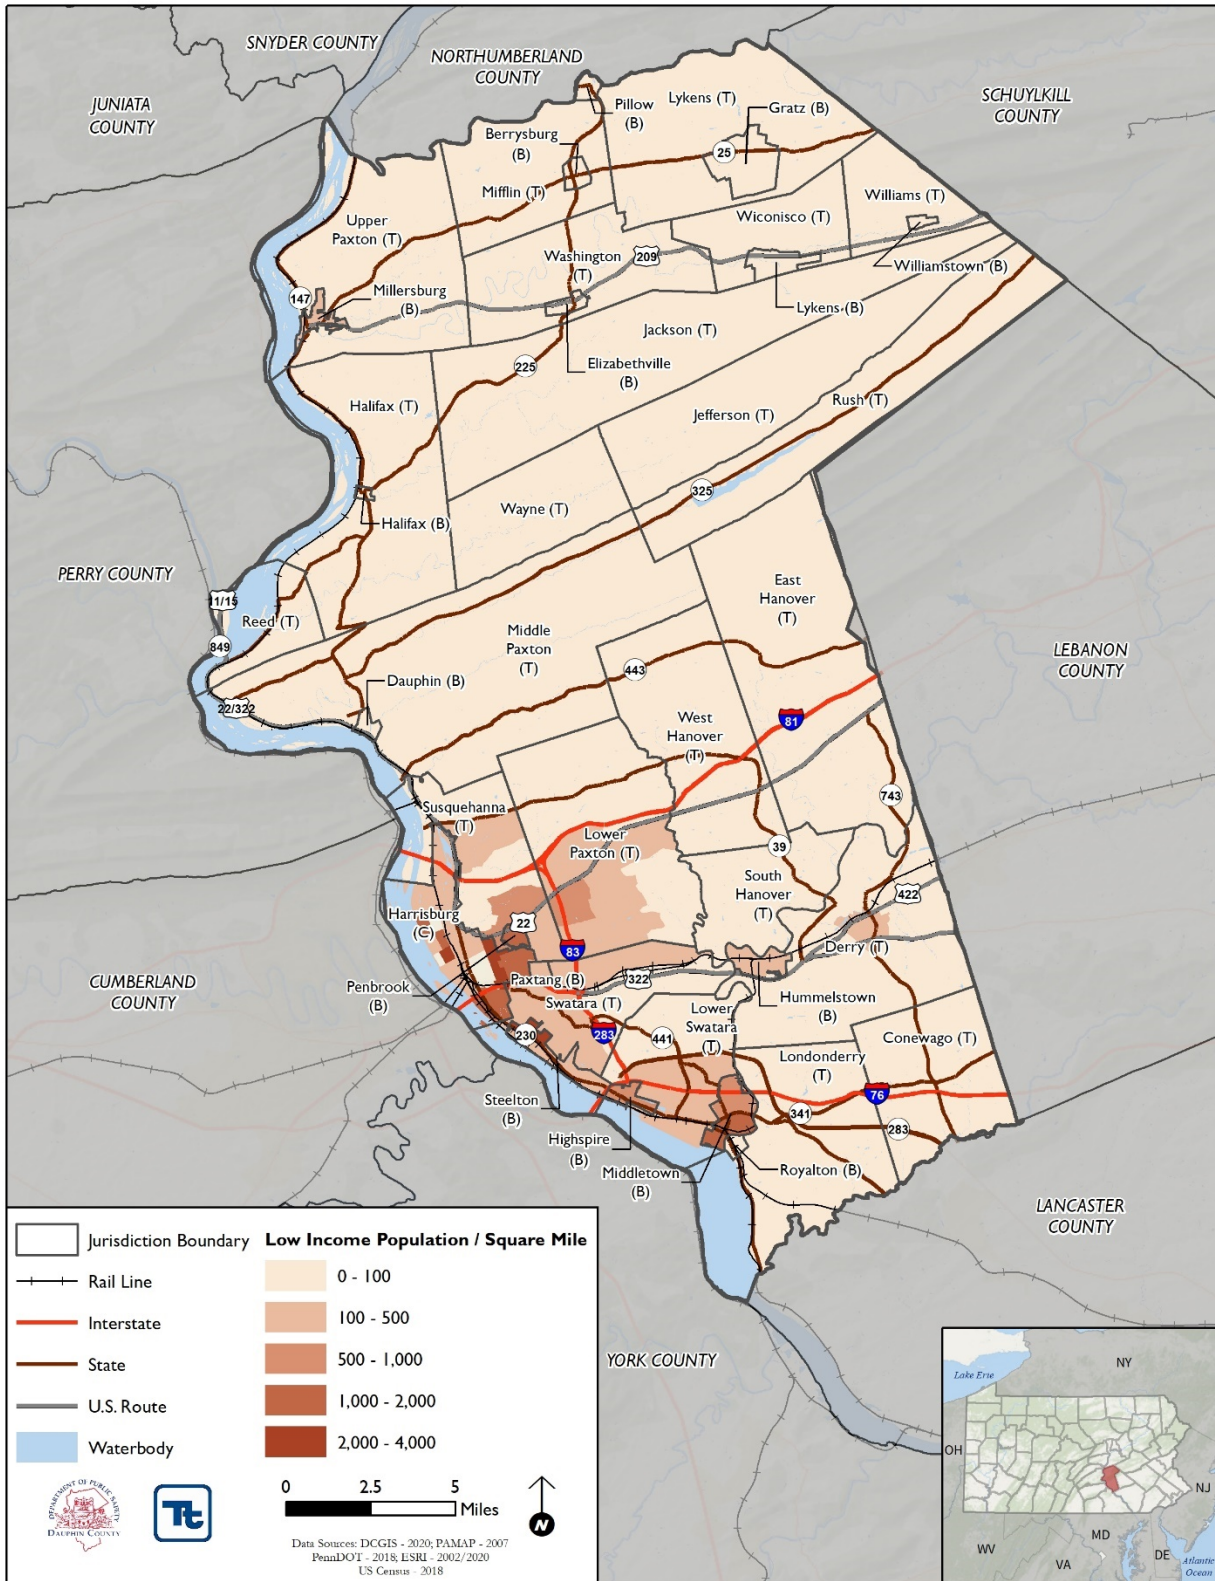 SNYDER COUNTY
NORTHUMBERLAND
COUNTY
JUNIATA
COUNTY
SCHUYLKILL
COUNTY
Pillow
(B)
Lykens (T)
Gratz (B)
Berrysburg
(B)
25
Mifflin (T)
Williams (T)
Wiconisco (T)
Upper
Paxton (T)
Washington
(T)
209
Williamstown (B)
147
Millersburg
(B)
Lykens (B)
Jackson (T)
225
Elizabethville
(B)
Halifax (T)
Jefferson (T)
Rush (T)
325
Wayne (T)
Halifax (B)
PERRY COUNTY
11/15
East
Hanover
(T)
Reed (T)
849
Middle
Paxton
(T)
443
LEBANON
COUNTY
Dauphin (B)
22/322
West
Hanover
(T)
81
743
Susquehanna
(T)
Lower
Paxton (T)
39
South
Hanover
(T)
422
Harrisburg
(C)
22
83
Derry (T)
CUMBERLAND
COUNTY
Penbrook
(B)
Paxtang (B)
322
Swatara (T)
Hummelstown
(B)
Lower
Swatara
(T)
230
283
441
Conewago (T)
Londonderry
(T)
76
Steelton
(B)
341
283
Highspire
(B)
Middletown
(B)
Royalton (B)
LANCASTER
COUNTY
YORK COUNTY
Jurisdiction Boundary
Rail Line
Interstate
State
U.S. Route
Waterbody
Low Income Population / Square Mile
0 - 100
100 - 500
500 - 1,000
1,000 - 2,000
2,000 - 4,000
DEPARTMENT OF PUBLIC SAFETY
DAUPHIN COUNTY
Tt
0 2.5 5
Miles
N
Data Sources: DCGIS - 2020; PAMAP - 2007
PennDOT - 2018; ESRI - 2002/2020
US Census - 2018
Lake Erie
NY
OH
NJ
MD
WV
VA
DE
Atlantic
Ocean